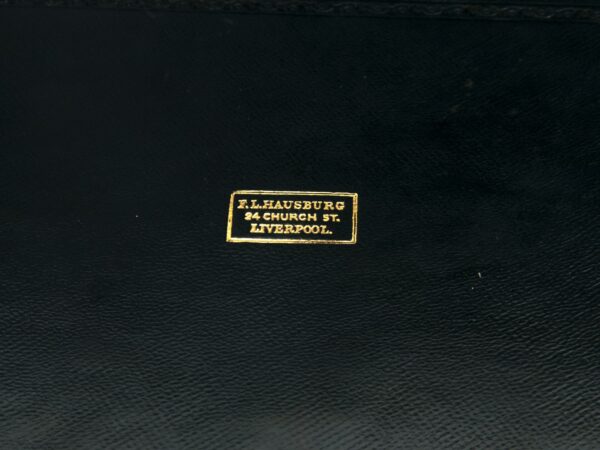 F. L. HAUSBURG
24 CHURCH ST.
LIVERPOOL.